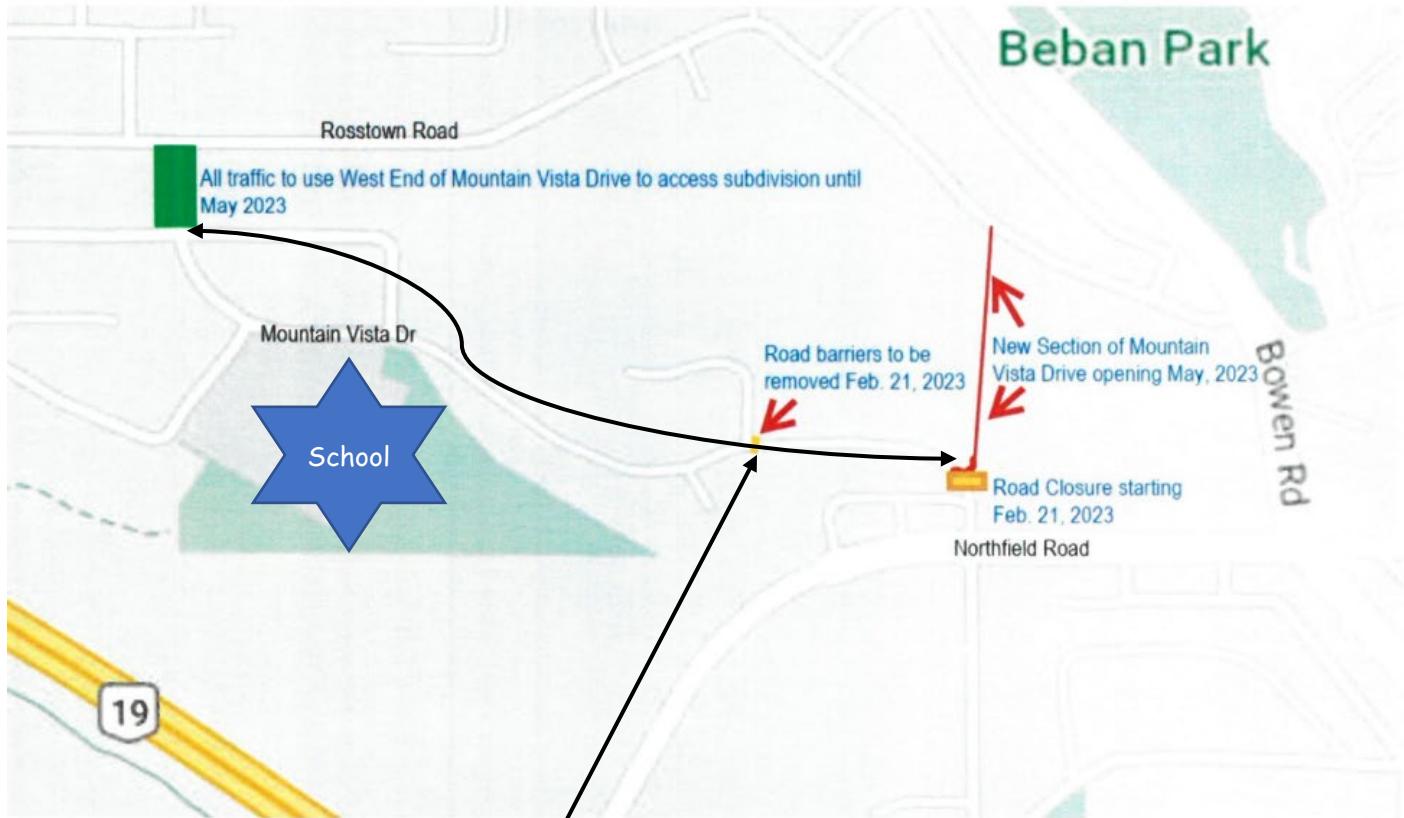 Beban Park
Rosstown Road
All traffic to use West End of Mountain Vista Drive to access subdivision until
May 2023
Mountain Vista Dr
School
Road barriers to be
removed Feb. 21, 2023
New Section of Mountain
Vista Drive opening May, 2023
Bowen Rd
Road Closure starting
Feb. 21, 2023
Northfield Road
19